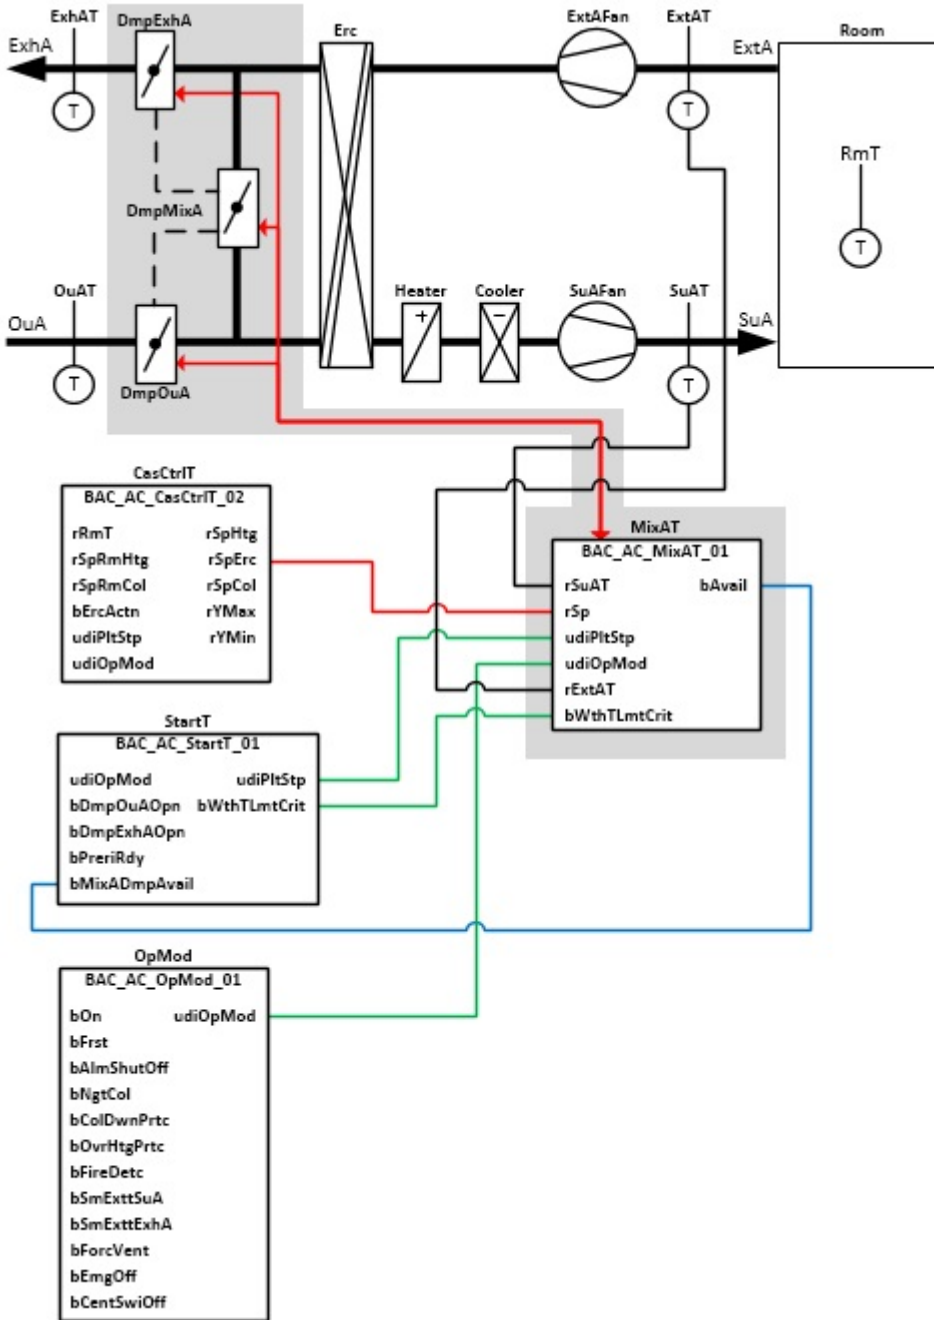 ExhAT
DmpExhA
Erc
ExtAFan
ExtAT
Room
ExhA
ExtA
T
T
RmT
DmpMixA
T
OuAT
Heater
Cooler
SuAFan
SuAT
OuA
+
−
SuA
T
T
DmpOuA
CasCtrlT
BAC_AC_CasCtrlT_02
rRmT rSpHtg
rSpRmHtg rSpErc
rSpRmCol rSpCol
bErcActn rYMax
udiPltStp rYMin
udiOpMod
MixAT
BAC_AC_MixAT_01
rSuAT bAvail
rSp
udiPltStp
udiOpMod
rExtAT
bWthTLmtCrit
StartT
BAC_AC_StartT_01
udiOpMod udiPltStp
bDmpOuAOpn bWthTLmtCrit
bDmpExhAOpn
bPreriRdy
bMixADmpAvail
OpMod
BAC_AC_OpMod_01
bOn udiOpMod
bFrst
bAlmShutOff
bNgtCol
bColDwnPrtc
bOvrHtgPrtc
bFireDetc
bSmExttSuA
bSmExttExhA
bForcVent
bEmgOff
bCentSwiOff